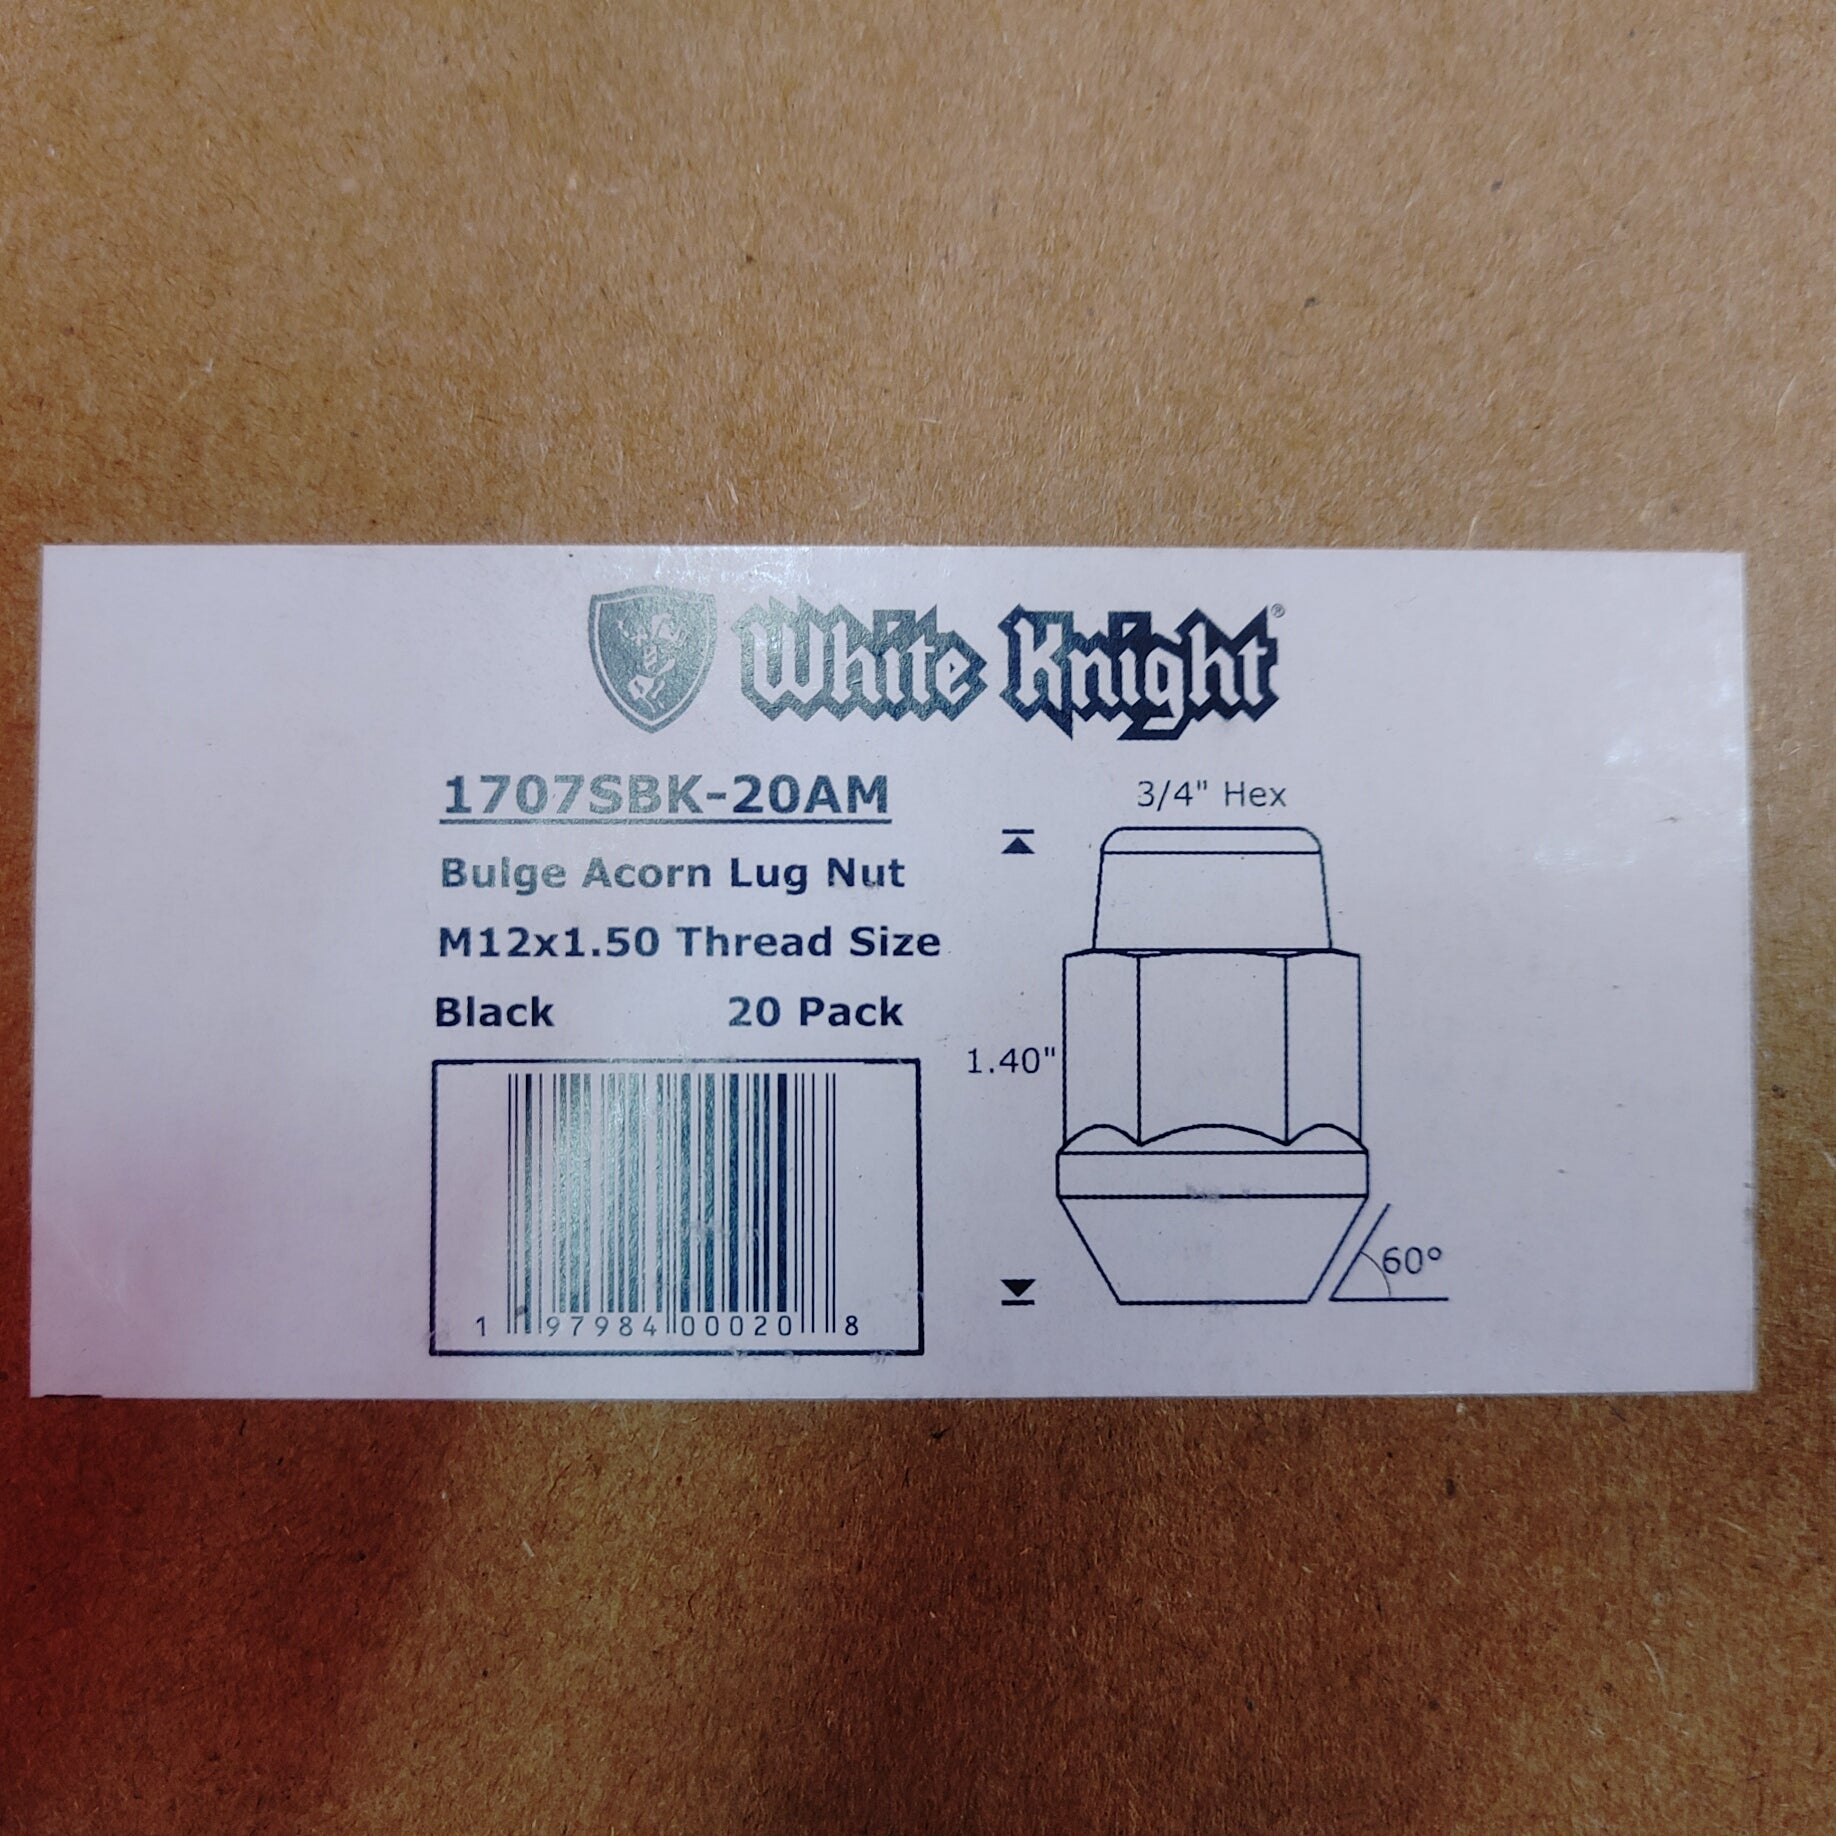 White Knight®
1707SBK-20AM
Bulge Acorn Lug Nut
M12x1.50 Thread Size
Black 20 Pack
1 97984 00020 8
3/4" Hex
1.40"
60°